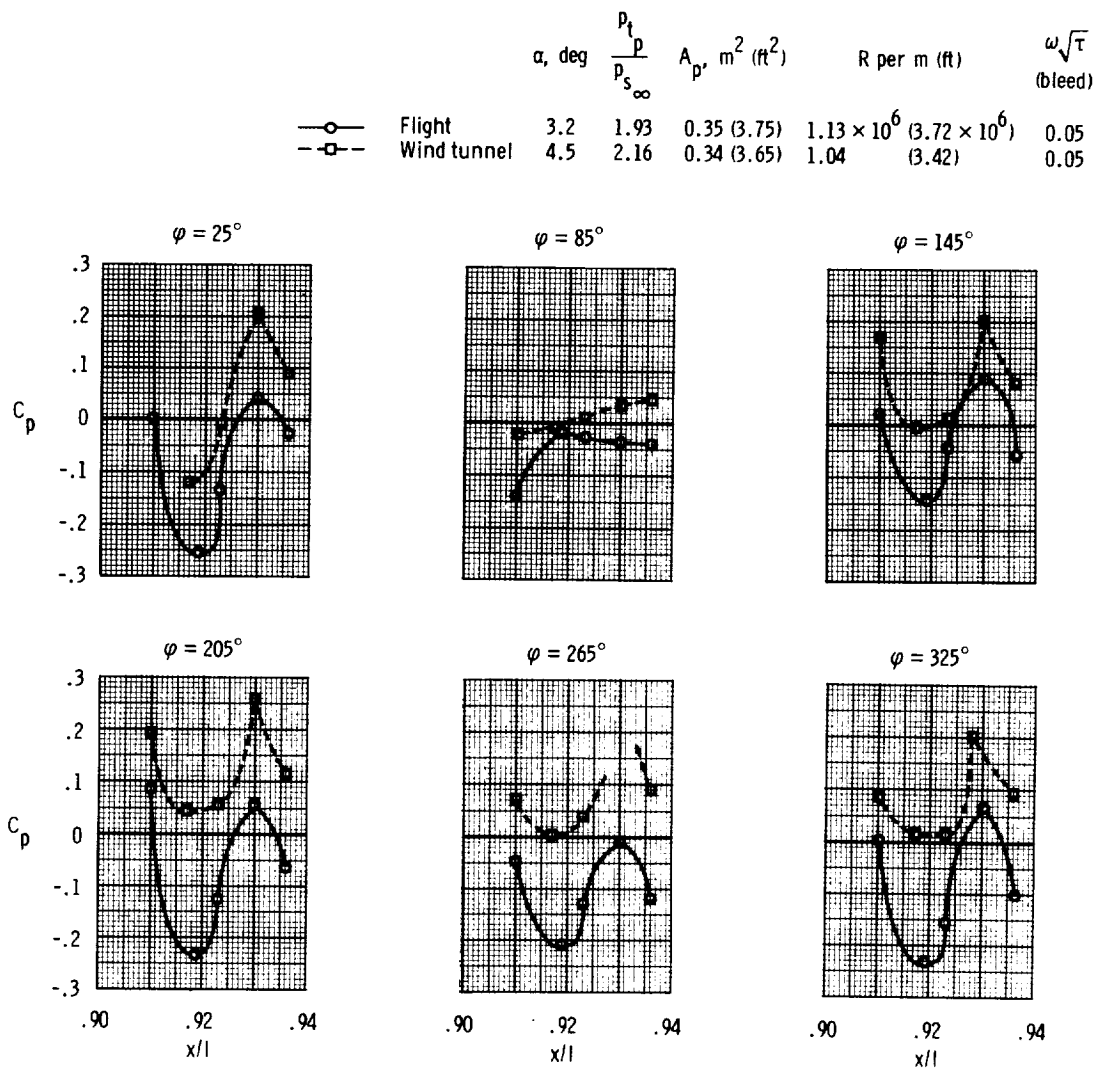 α, deg p_t_p / p_s_∞ A_p, m² (ft²) R per m (ft) ω√τ (bleed)
Flight 3.2 1.93 0.35 (3.75) 1.13 × 10⁶ (3.72 × 10⁶) 0.05
Wind tunnel 4.5 2.16 0.34 (3.65) 1.04 (3.42) 0.05
φ = 25° φ = 85° φ = 145°
.3
.2
.1
C_p 0
-.1
-.2
-.3
φ = 205° φ = 265° φ = 325°
.3
.2
.1
C_p 0
-.1
-.2
-.3
.90 .92 .94 .90 .92 .94 .90 .92 .94
x/l x/l x/l